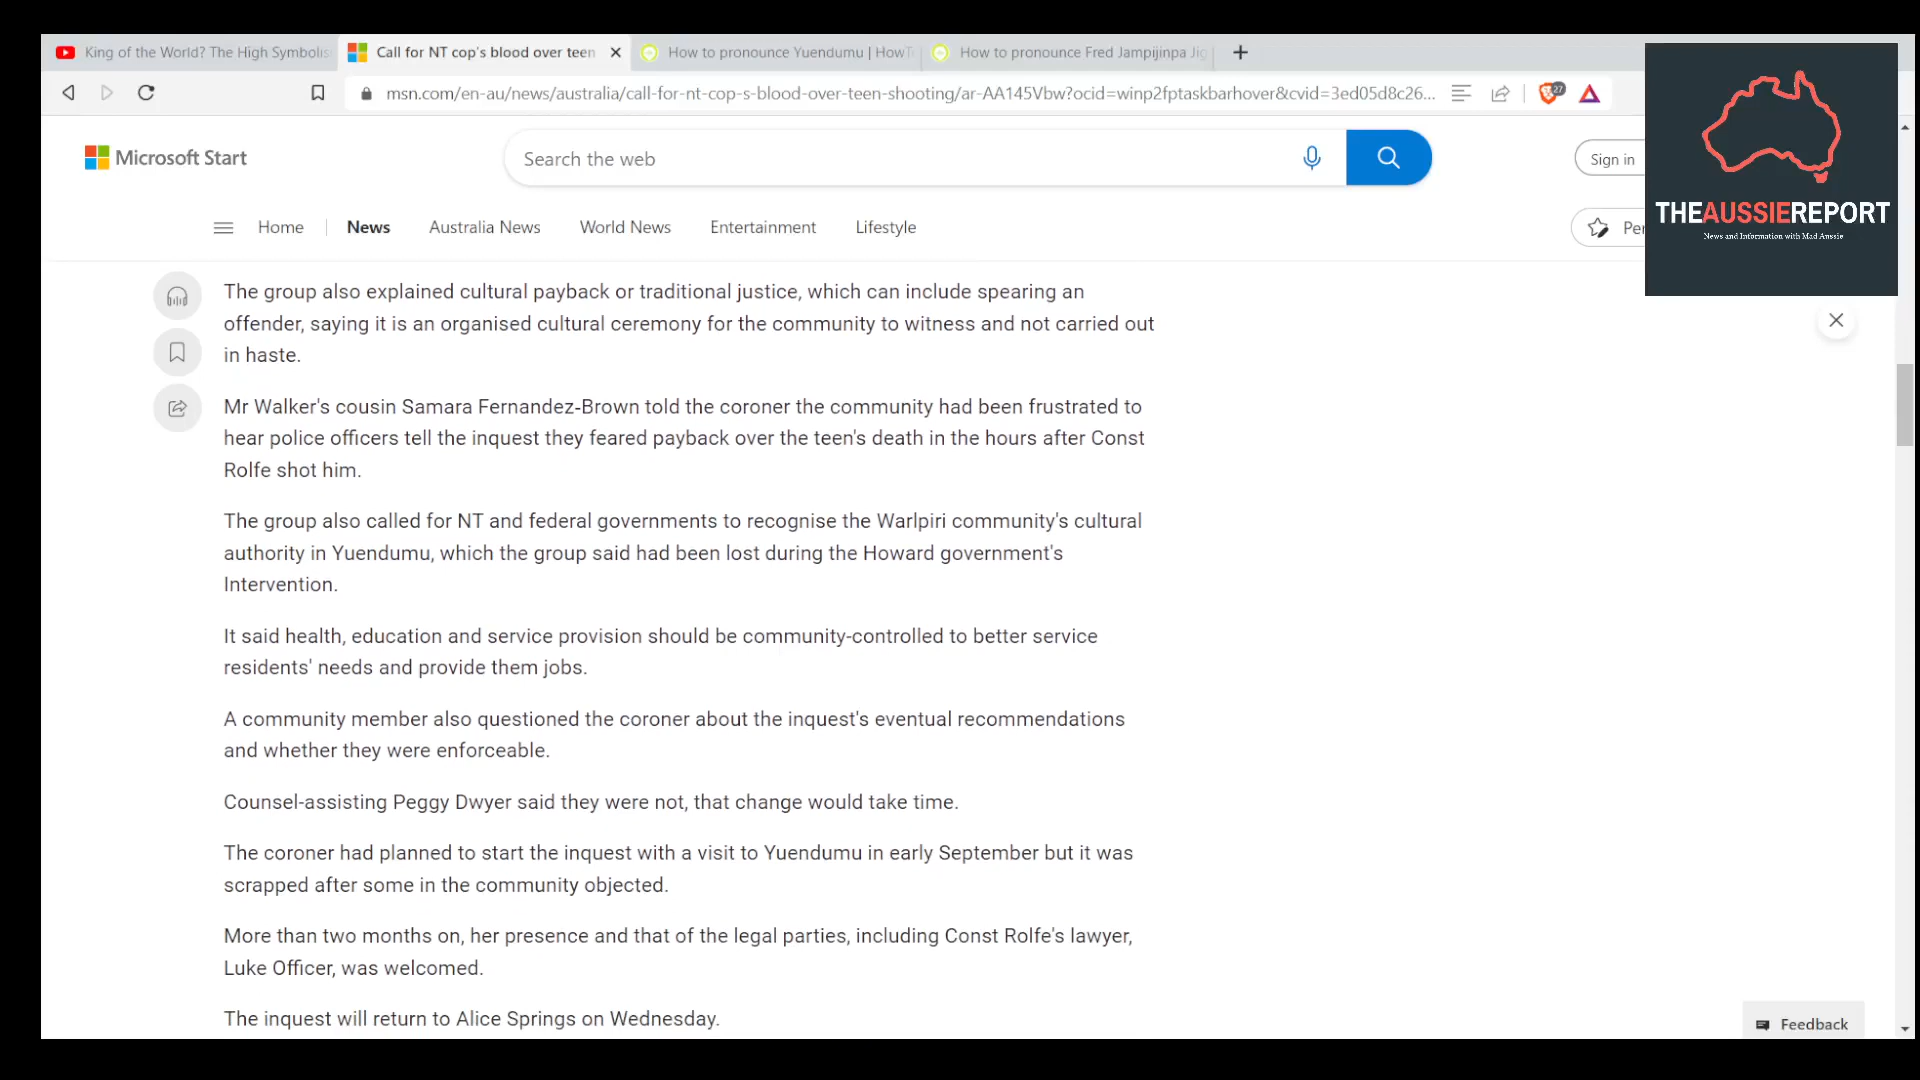 King of the World? The High Symbolis
Call for NT cop's blood over teen
How to pronounce Yuendumu | HowT
How to pronounce Fred Jampijinpa Jig
msn.com/en-au/news/australia/call-for-nt-cop-s-blood-over-teen-shooting/ar-AA145Vbw?ocid=winp2fptaskbarhover&cvid=3ed05d8c26...
27
Microsoft Start
Search the web
Sign in
Home
News
Australia News
World News
Entertainment
Lifestyle
Per
THEAUSSIEREPORT
News and Information with Mad Aussie
The group also explained cultural payback or traditional justice, which can include spearing an
offender, saying it is an organised cultural ceremony for the community to witness and not carried out
in haste.
Mr Walker's cousin Samara Fernandez-Brown told the coroner the community had been frustrated to
hear police officers tell the inquest they feared payback over the teen's death in the hours after Const
Rolfe shot him.
The group also called for NT and federal governments to recognise the Warlpiri community's cultural
authority in Yuendumu, which the group said had been lost during the Howard government's
Intervention.
It said health, education and service provision should be community-controlled to better service
residents' needs and provide them jobs.
A community member also questioned the coroner about the inquest's eventual recommendations
and whether they were enforceable.
Counsel-assisting Peggy Dwyer said they were not, that change would take time.
The coroner had planned to start the inquest with a visit to Yuendumu in early September but it was
scrapped after some in the community objected.
More than two months on, her presence and that of the legal parties, including Const Rolfe's lawyer,
Luke Officer, was welcomed.
The inquest will return to Alice Springs on Wednesday.
Feedback